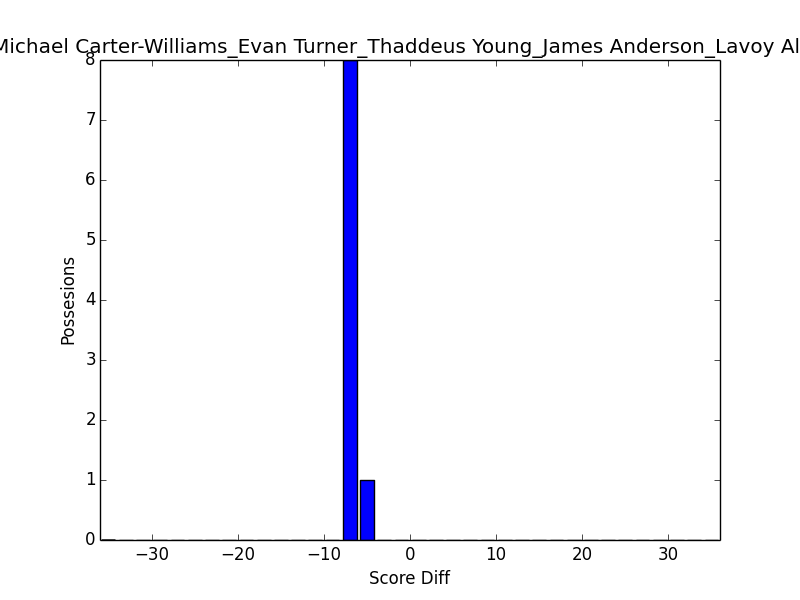 Michael Carter-Williams_Evan Turner_Thaddeus Young_James Anderson_Lavoy Al
8
7
6
5
4
3
2
1
0
Possesions
−30 −20 −10 0 10 20 30
Score Diff